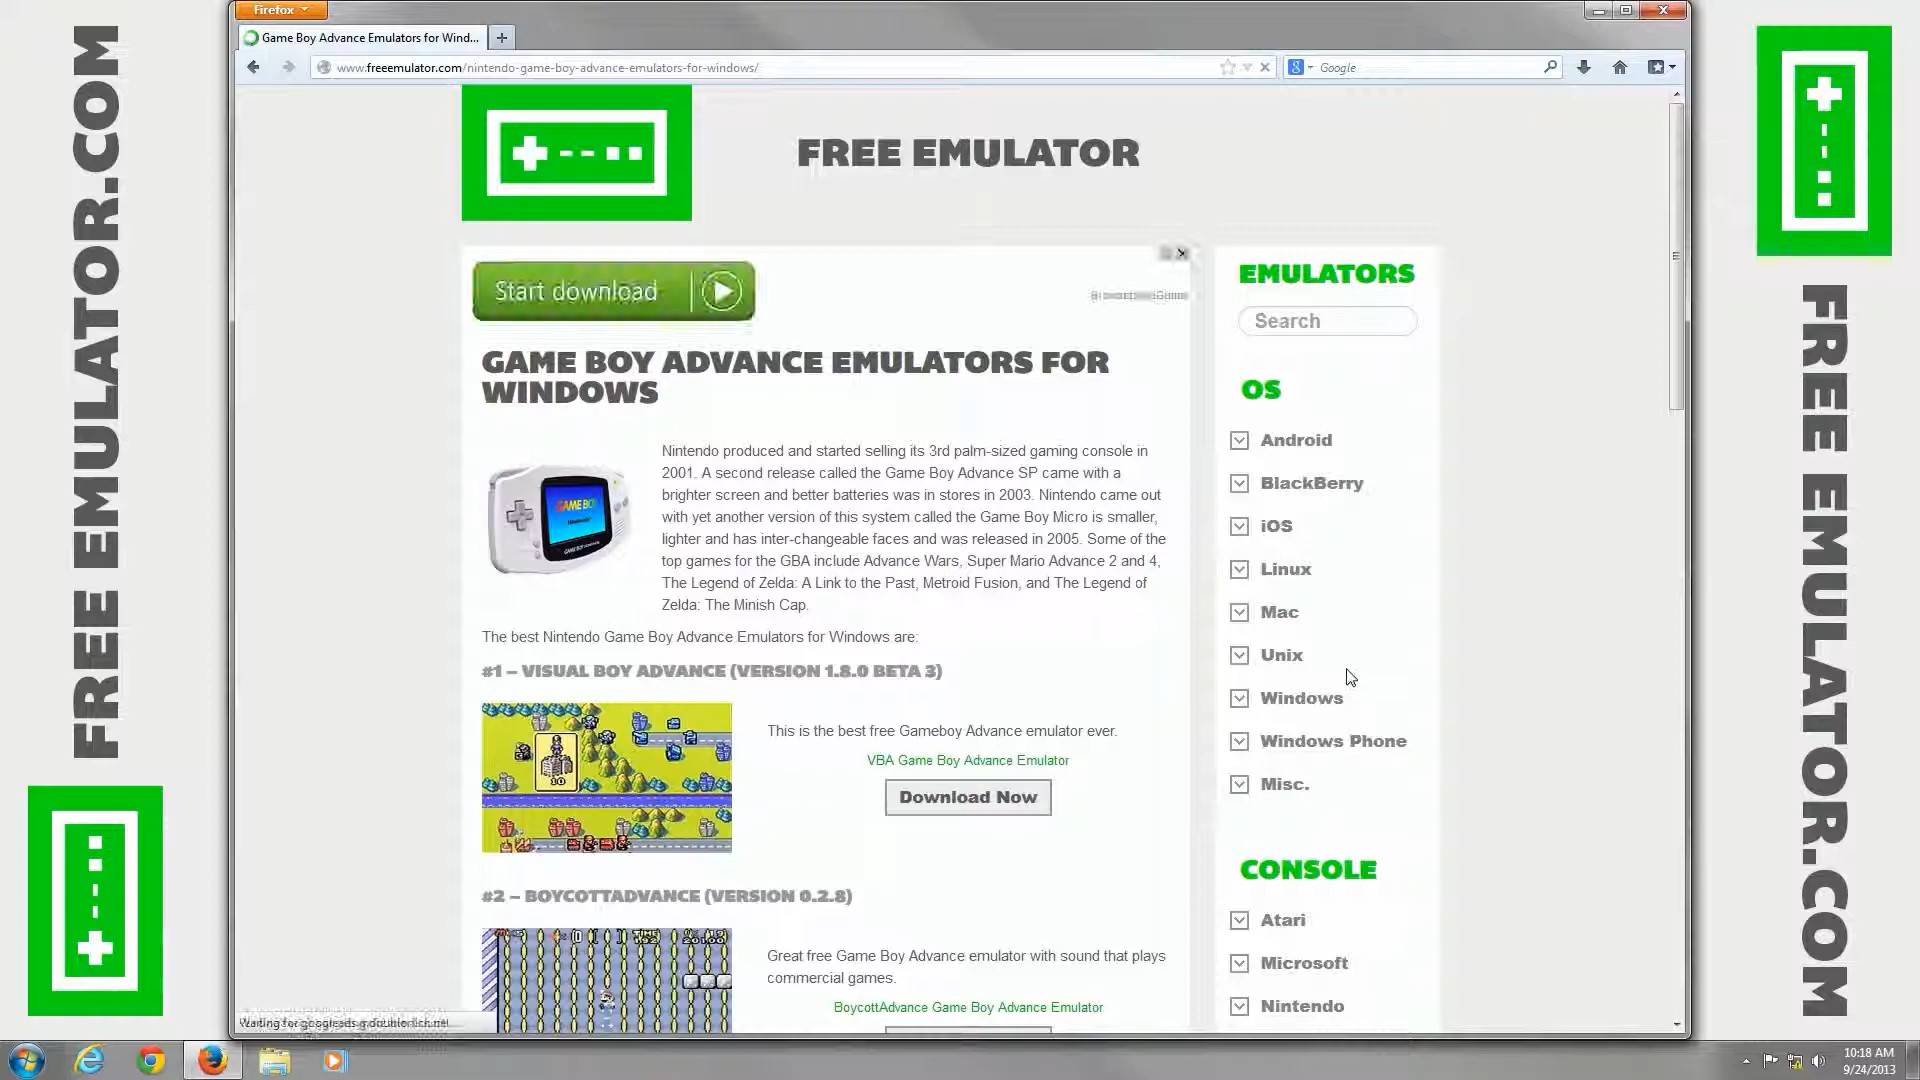 FREE EMULATOR.COM
Firefox
Game Boy Advance Emulators for Wind...
www.freeemulator.com/nintendo-game-boy-advance-emulators-for-windows/
Google
FREE EMULATOR
Start download
GAME BOY ADVANCE EMULATORS FOR
WINDOWS
Nintendo produced and started selling its 3rd palm-sized gaming console in
2001. A second release called the Game Boy Advance SP came with a
brighter screen and better batteries was in stores in 2003. Nintendo came out
with yet another version of this system called the Game Boy Micro is smaller,
lighter and has inter-changeable faces and was released in 2005. Some of the
top games for the GBA include Advance Wars, Super Mario Advance 2 and 4,
The Legend of Zelda: A Link to the Past, Metroid Fusion, and The Legend of
Zelda: The Minish Cap.
GAME BOY
The best Nintendo Game Boy Advance Emulators for Windows are:
#1 – VISUAL BOY ADVANCE (VERSION 1.8.0 BETA 3)
10
This is the best free Gameboy Advance emulator ever.
VBA Game Boy Advance Emulator
Download Now
#2 – BOYCOTTADVANCE (VERSION 0.2.8)
TIME
Great free Game Boy Advance emulator with sound that plays
commercial games.
BoycottAdvance Game Boy Advance Emulator
EMULATORS
Search
OS
Android
BlackBerry
iOS
Linux
Mac
Unix
Windows
Windows Phone
Misc.
CONSOLE
Atari
Microsoft
Nintendo
Waiting for googleads.g.doubleclick.net
FREE EMULATOR.COM
10:18 AM
9/24/2013